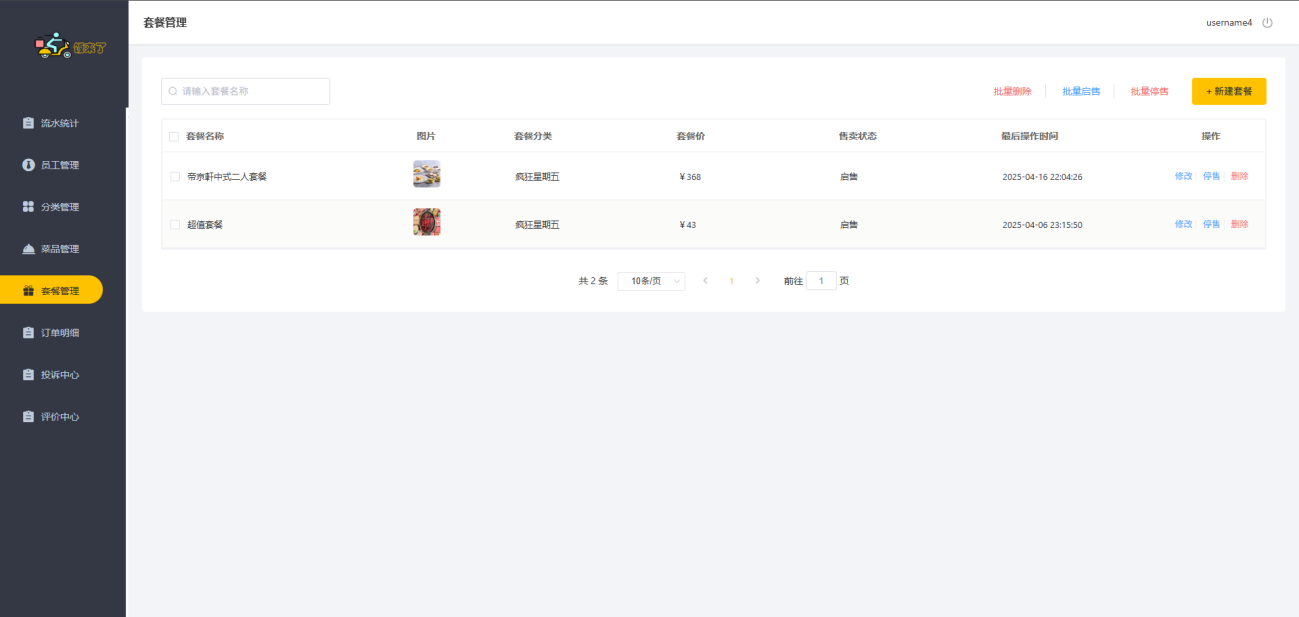 饭来了
套餐管理
username4
流水统计
员工管理
分类管理
菜品管理
套餐管理
订单明细
投诉中心
评价中心
请输入套餐名称
批量删除 批量启售 批量停售 + 新建套餐
套餐名称 图片 套餐分类 套餐价 售卖状态 最后操作时间 操作
帝京軒中式二人套餐 疯狂星期五 ¥ 368 启售 2025-04-16 22:04:26 修改 停售 删除
超值套餐 疯狂星期五 ¥ 43 启售 2025-04-06 23:15:50 修改 停售 删除
共 2 条 10条/页 1 前往 1 页